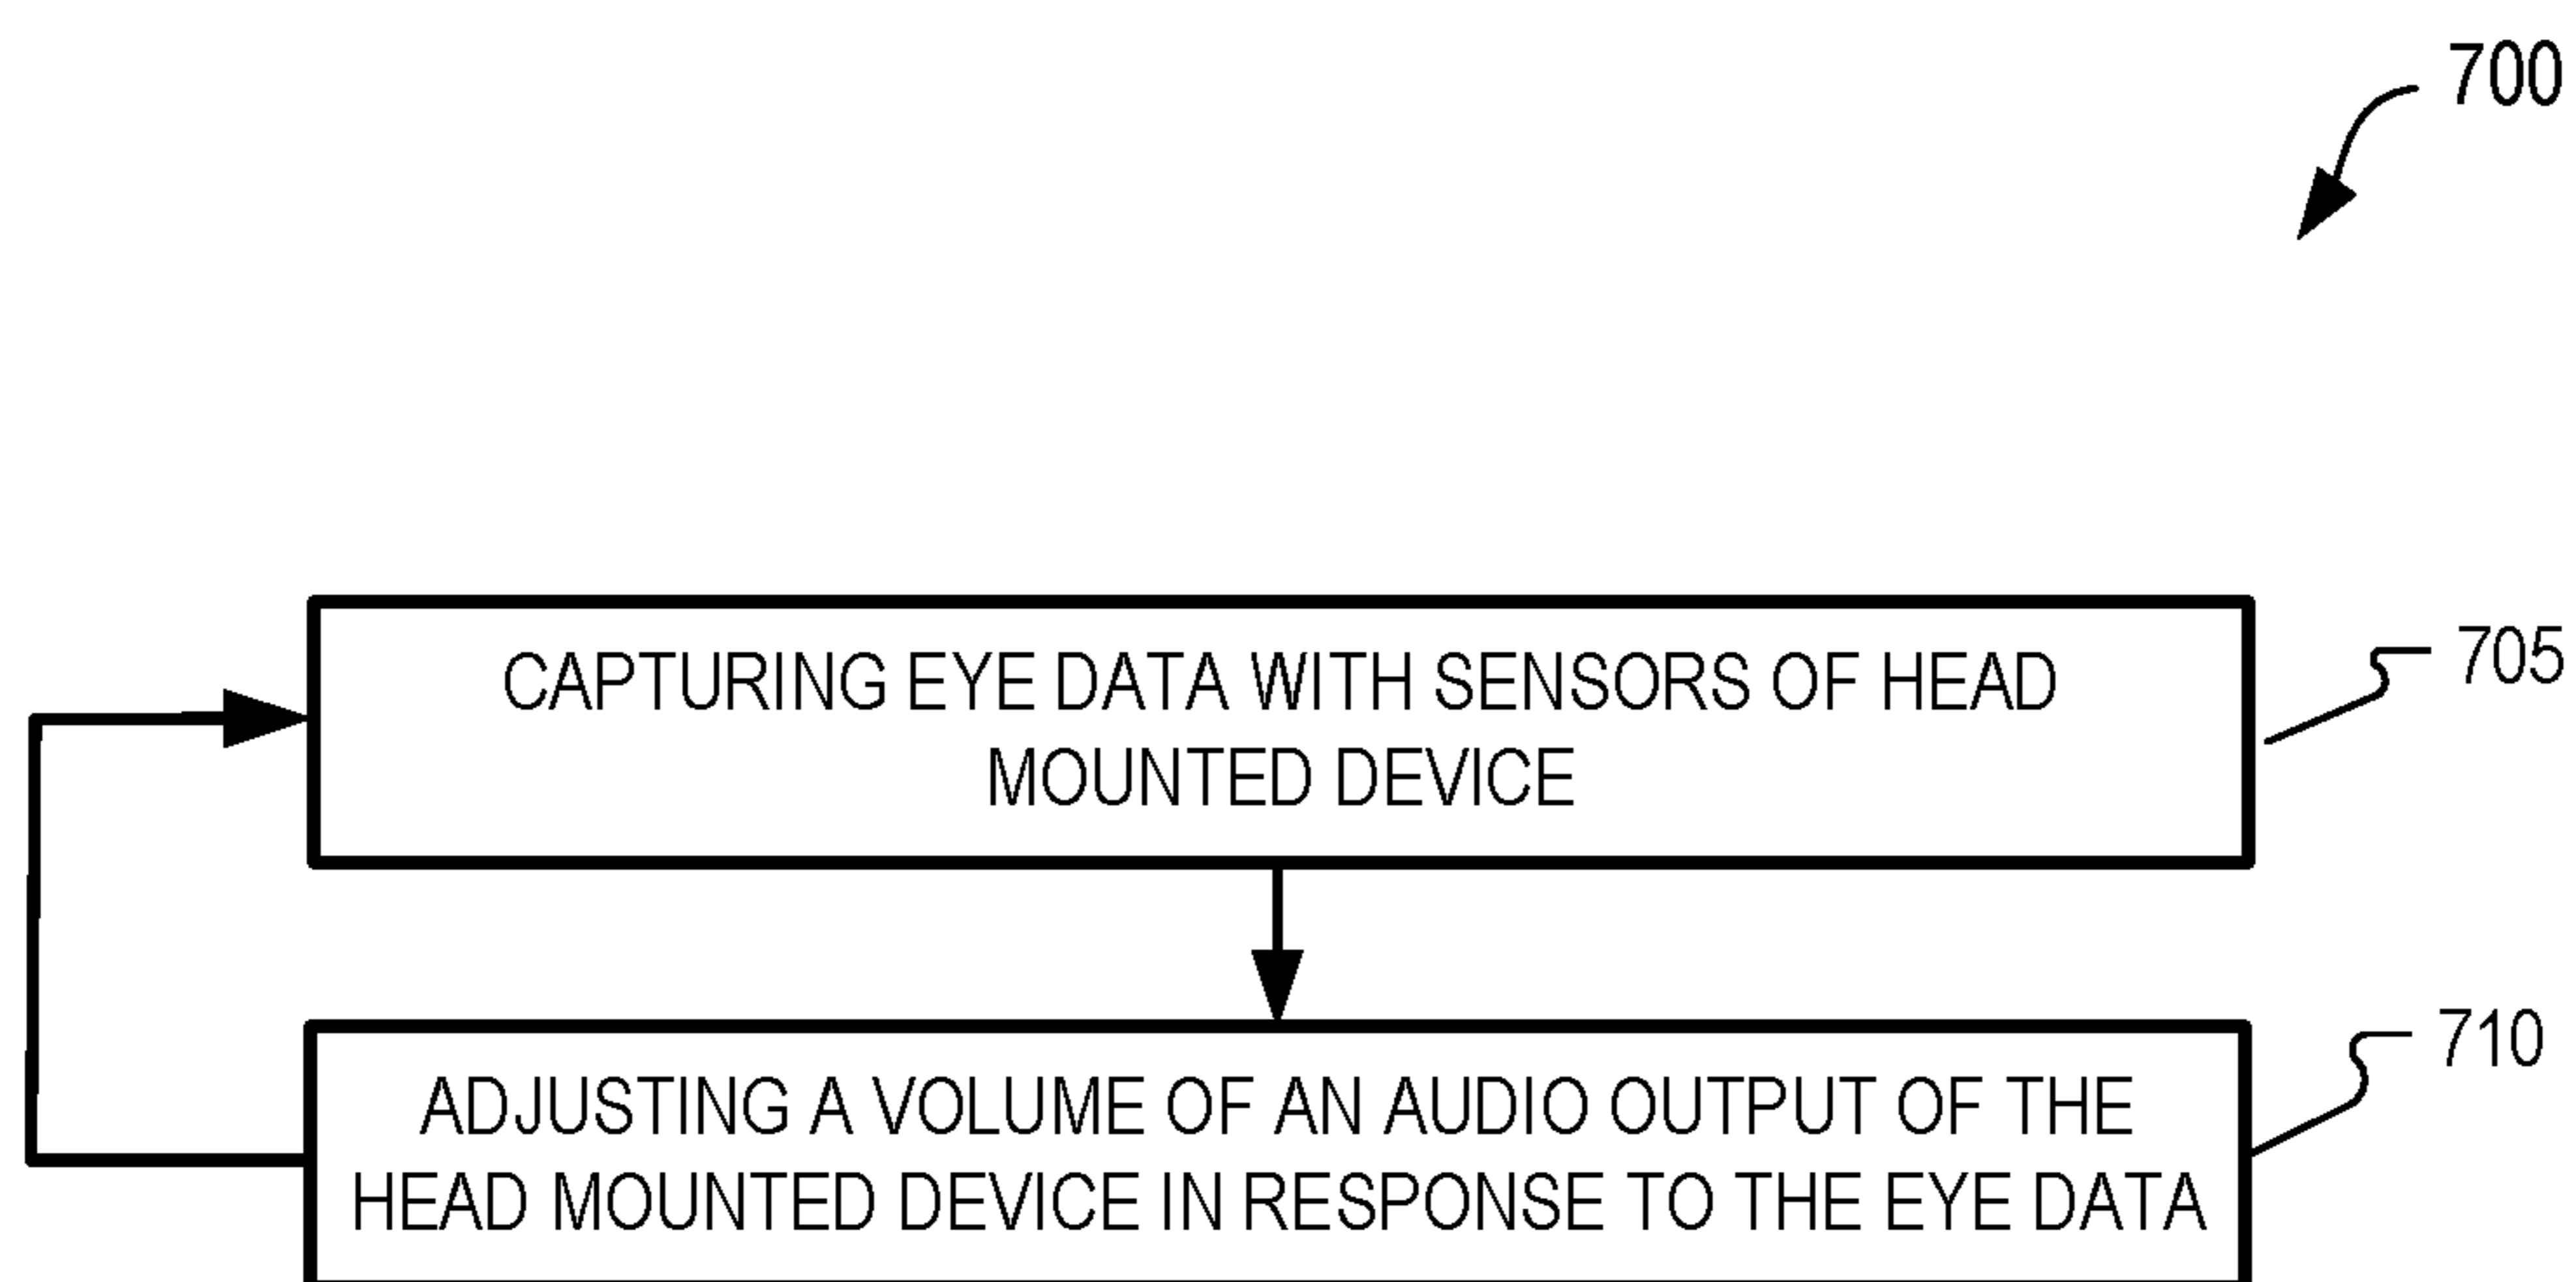 700
CAPTURING EYE DATA WITH SENSORS OF HEAD
MOUNTED DEVICE
705
ADJUSTING A VOLUME OF AN AUDIO OUTPUT OF THE
HEAD MOUNTED DEVICE IN RESPONSE TO THE EYE DATA
710